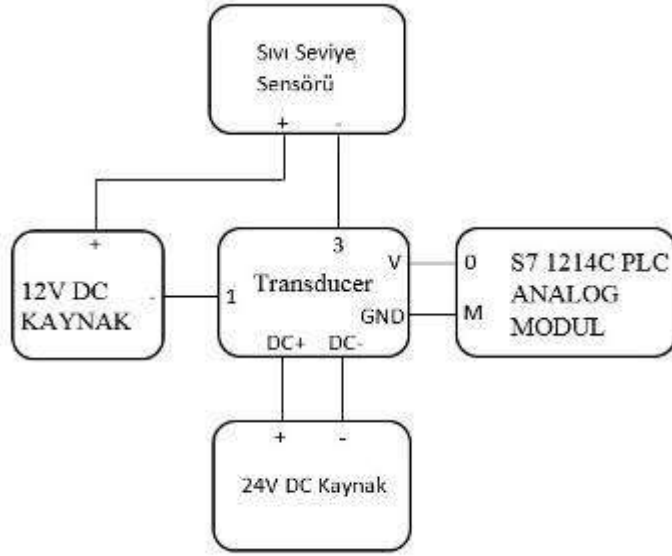 Sıvı Seviye
Sensörü
+ -
+
12V DC
KAYNAK
-
1
3
Transducer
V
GND
DC+ DC-
0
M
S7 1214C PLC
ANALOG
MODUL
+ -
24V DC Kaynak